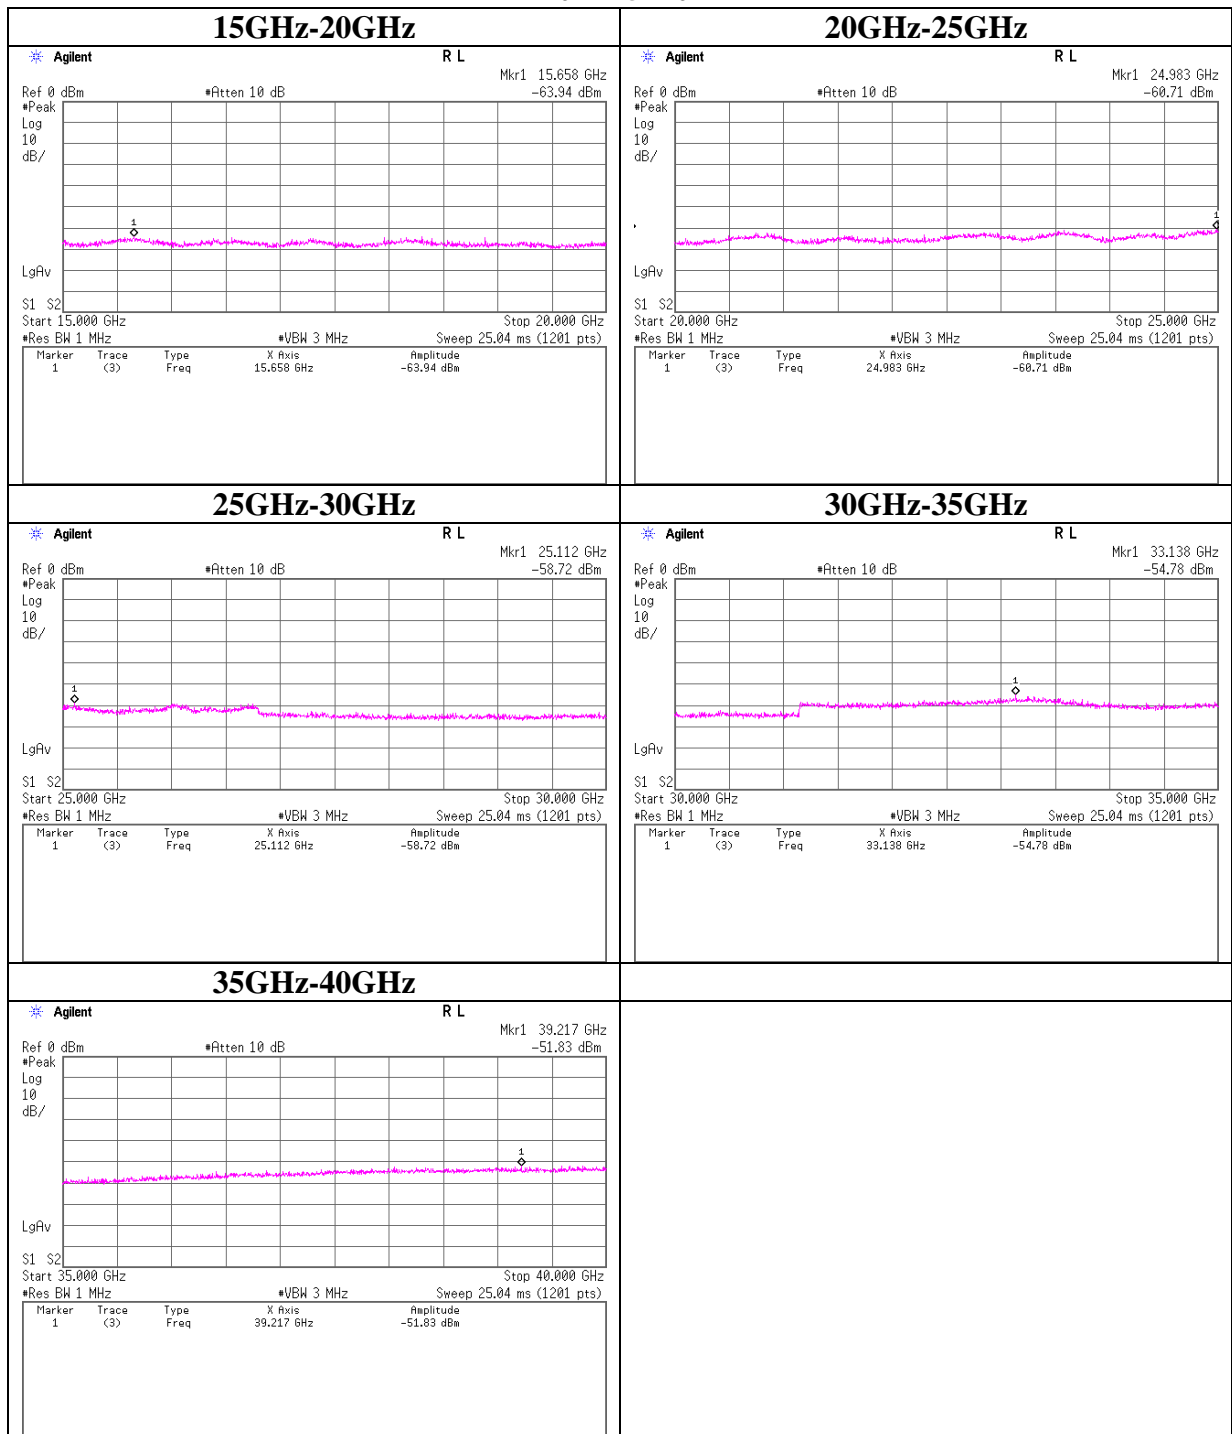 15GHz-20GHz
Agilent
R L
Mkr1 15.658 GHz
Ref 0 dBm #Atten 10 dB -63.94 dBm
#Peak
Log
10
dB/
1
LgAv
S1 S2
Start 15.000 GHz Stop 20.000 GHz
#Res BW 1 MHz #VBW 3 MHz Sweep 25.04 ms (1201 pts)
Marker Trace Type X Axis Amplitude
1 (3) Freq 15.658 GHz -63.94 dBm
20GHz-25GHz
Agilent
R L
Mkr1 24.983 GHz
Ref 0 dBm #Atten 10 dB -60.71 dBm
#Peak
Log
10
dB/
1
LgAv
S1 S2
Start 20.000 GHz Stop 25.000 GHz
#Res BW 1 MHz #VBW 3 MHz Sweep 25.04 ms (1201 pts)
Marker Trace Type X Axis Amplitude
1 (3) Freq 24.983 GHz -60.71 dBm
25GHz-30GHz
Agilent
R L
Mkr1 25.112 GHz
Ref 0 dBm #Atten 10 dB -58.72 dBm
#Peak
Log
10
dB/
1
LgAv
S1 S2
Start 25.000 GHz Stop 30.000 GHz
#Res BW 1 MHz #VBW 3 MHz Sweep 25.04 ms (1201 pts)
Marker Trace Type X Axis Amplitude
1 (3) Freq 25.112 GHz -58.72 dBm
30GHz-35GHz
Agilent
R L
Mkr1 33.138 GHz
Ref 0 dBm #Atten 10 dB -54.78 dBm
#Peak
Log
10
dB/
1
LgAv
S1 S2
Start 30.000 GHz Stop 35.000 GHz
#Res BW 1 MHz #VBW 3 MHz Sweep 25.04 ms (1201 pts)
Marker Trace Type X Axis Amplitude
1 (3) Freq 33.138 GHz -54.78 dBm
35GHz-40GHz
Agilent
R L
Mkr1 39.217 GHz
Ref 0 dBm #Atten 10 dB -51.83 dBm
#Peak
Log
10
dB/
1
LgAv
S1 S2
Start 35.000 GHz Stop 40.000 GHz
#Res BW 1 MHz #VBW 3 MHz Sweep 25.04 ms (1201 pts)
Marker Trace Type X Axis Amplitude
1 (3) Freq 39.217 GHz -51.83 dBm